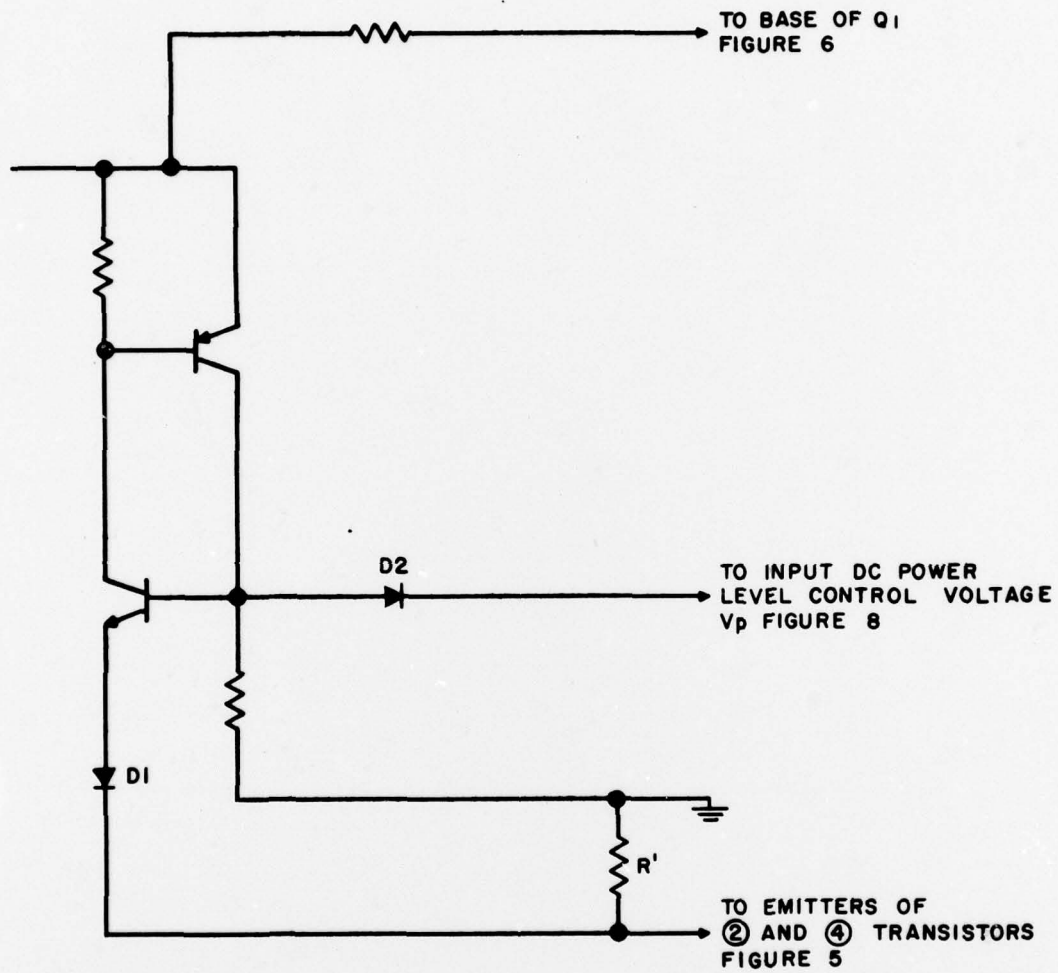 TO BASE OF Q1
FIGURE 6
D2
TO INPUT DC POWER
LEVEL CONTROL VOLTAGE
Vp FIGURE 8
D1
R'
TO EMITTERS OF
② AND ④ TRANSISTORS
FIGURE 5